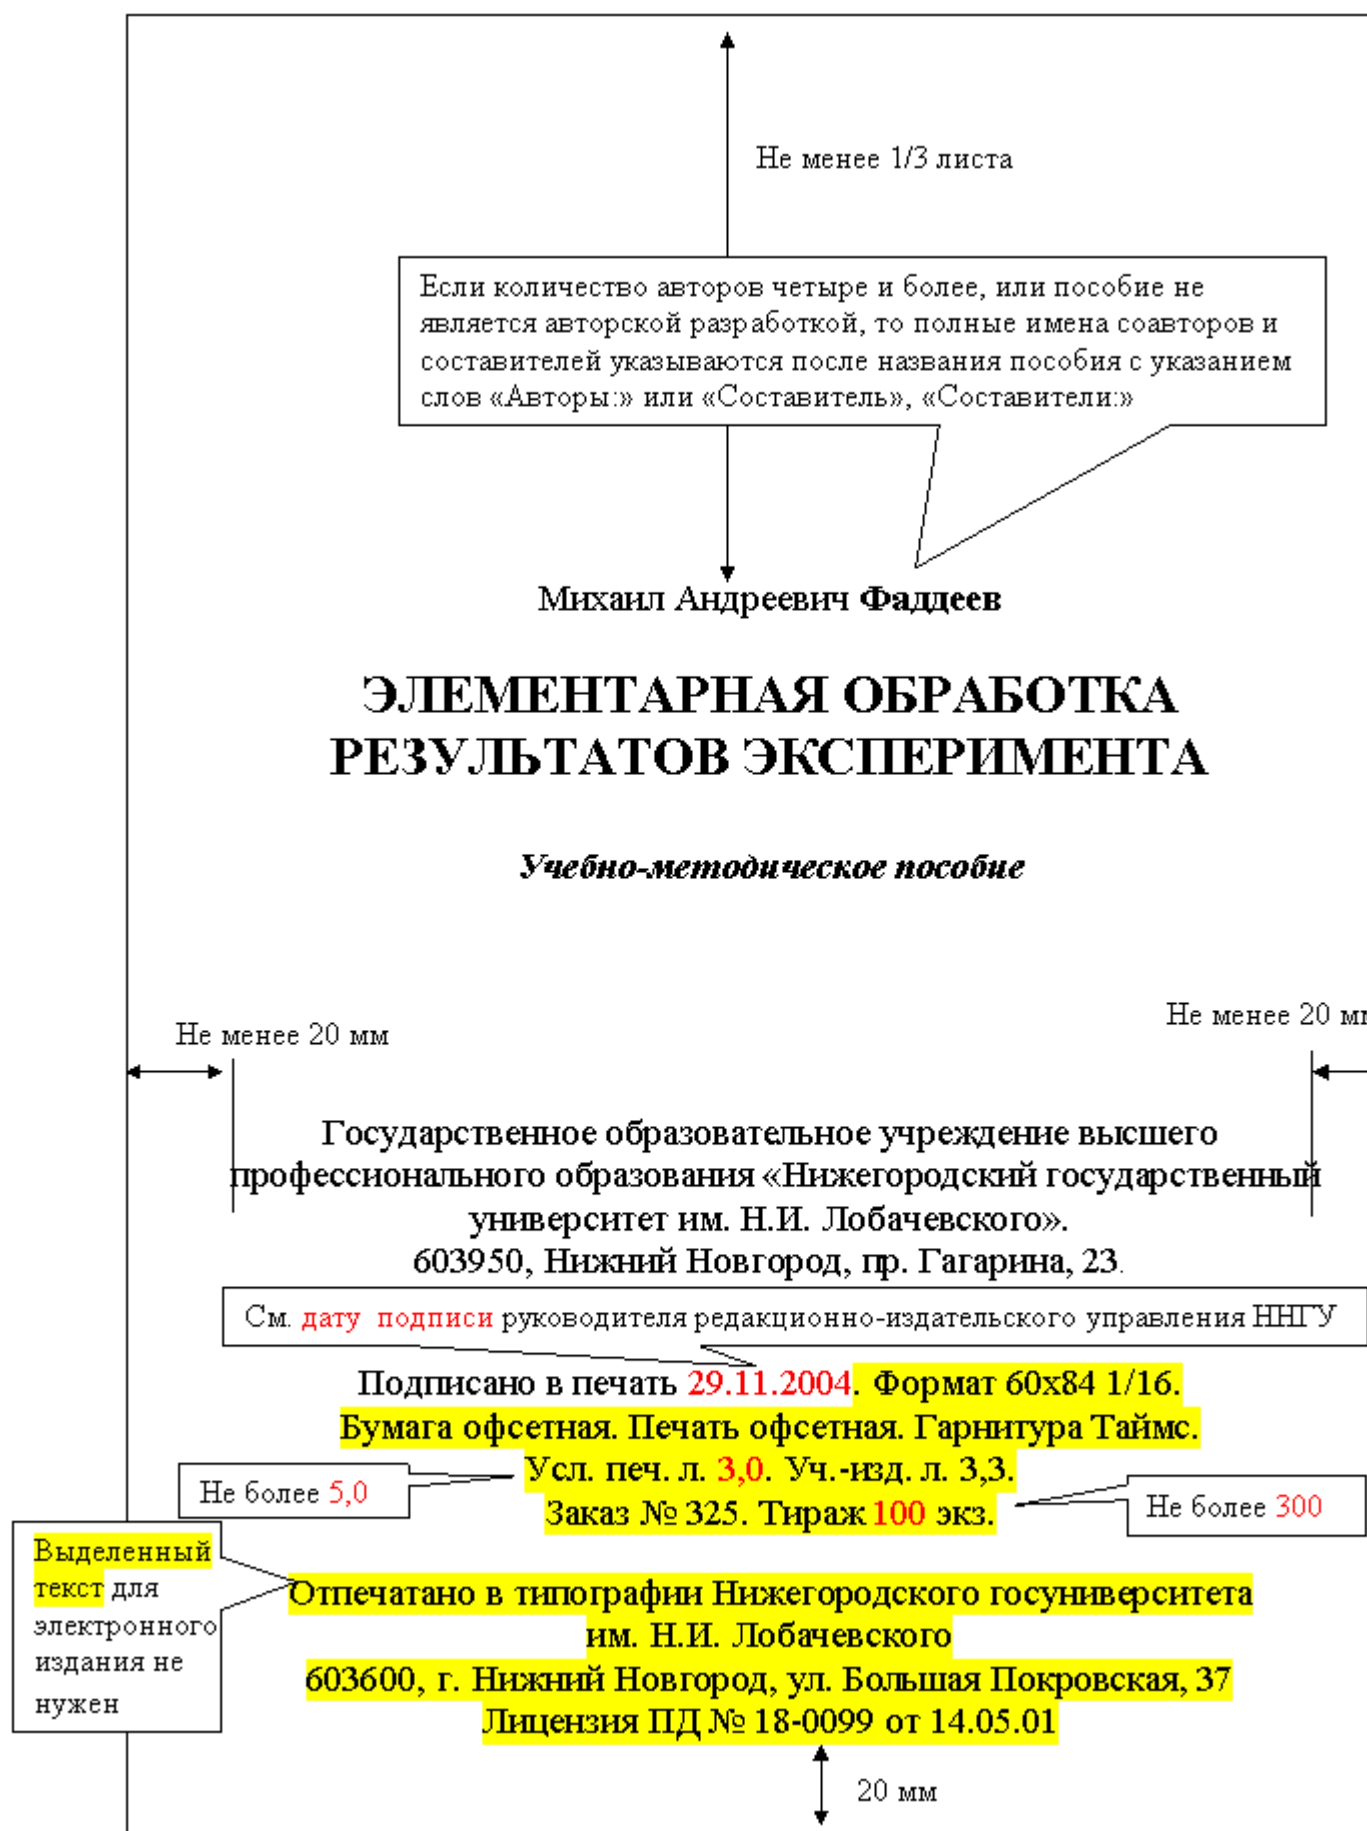 Не менее 1/3 листа
Если количество авторов четыре и более, или пособие не
является авторской разработкой, то полные имена соавторов и
составителей указываются после названия пособия с указанием
слов «Авторы:» или «Составитель», «Составители:»
Михаил Андреевич Фаддеев
ЭЛЕМЕНТАРНАЯ ОБРАБОТКА
РЕЗУЛЬТАТОВ ЭКСПЕРИМЕНТА
Учебно-методическое пособие
Не менее 20 мм
Не менее 20 мм
Государственное образовательное учреждение высшего
профессионального образования «Нижегородский государственный
университет им. Н.И. Лобачевского».
603950, Нижний Новгород, пр. Гагарина, 23.
См. дату подписи руководителя редакционно-издательского управления ННГУ
Подписано в печать 29.11.2004. Формат 60х84 1/16.
Бумага офсетная. Печать офсетная. Гарнитура Таймс.
Усл. печ. л. 3,0. Уч.-изд. л. 3,3.
Не более 5,0
Заказ № 325. Тираж 100 экз.
Не более 300
Выделенный
текст для
электронного
издания не
нужен
Отпечатано в типографии Нижегородского госуниверситета
им. Н.И. Лобачевского
603600, г. Нижний Новгород, ул. Большая Покровская, 37
Лицензия ПД № 18-0099 от 14.05.01
20 мм